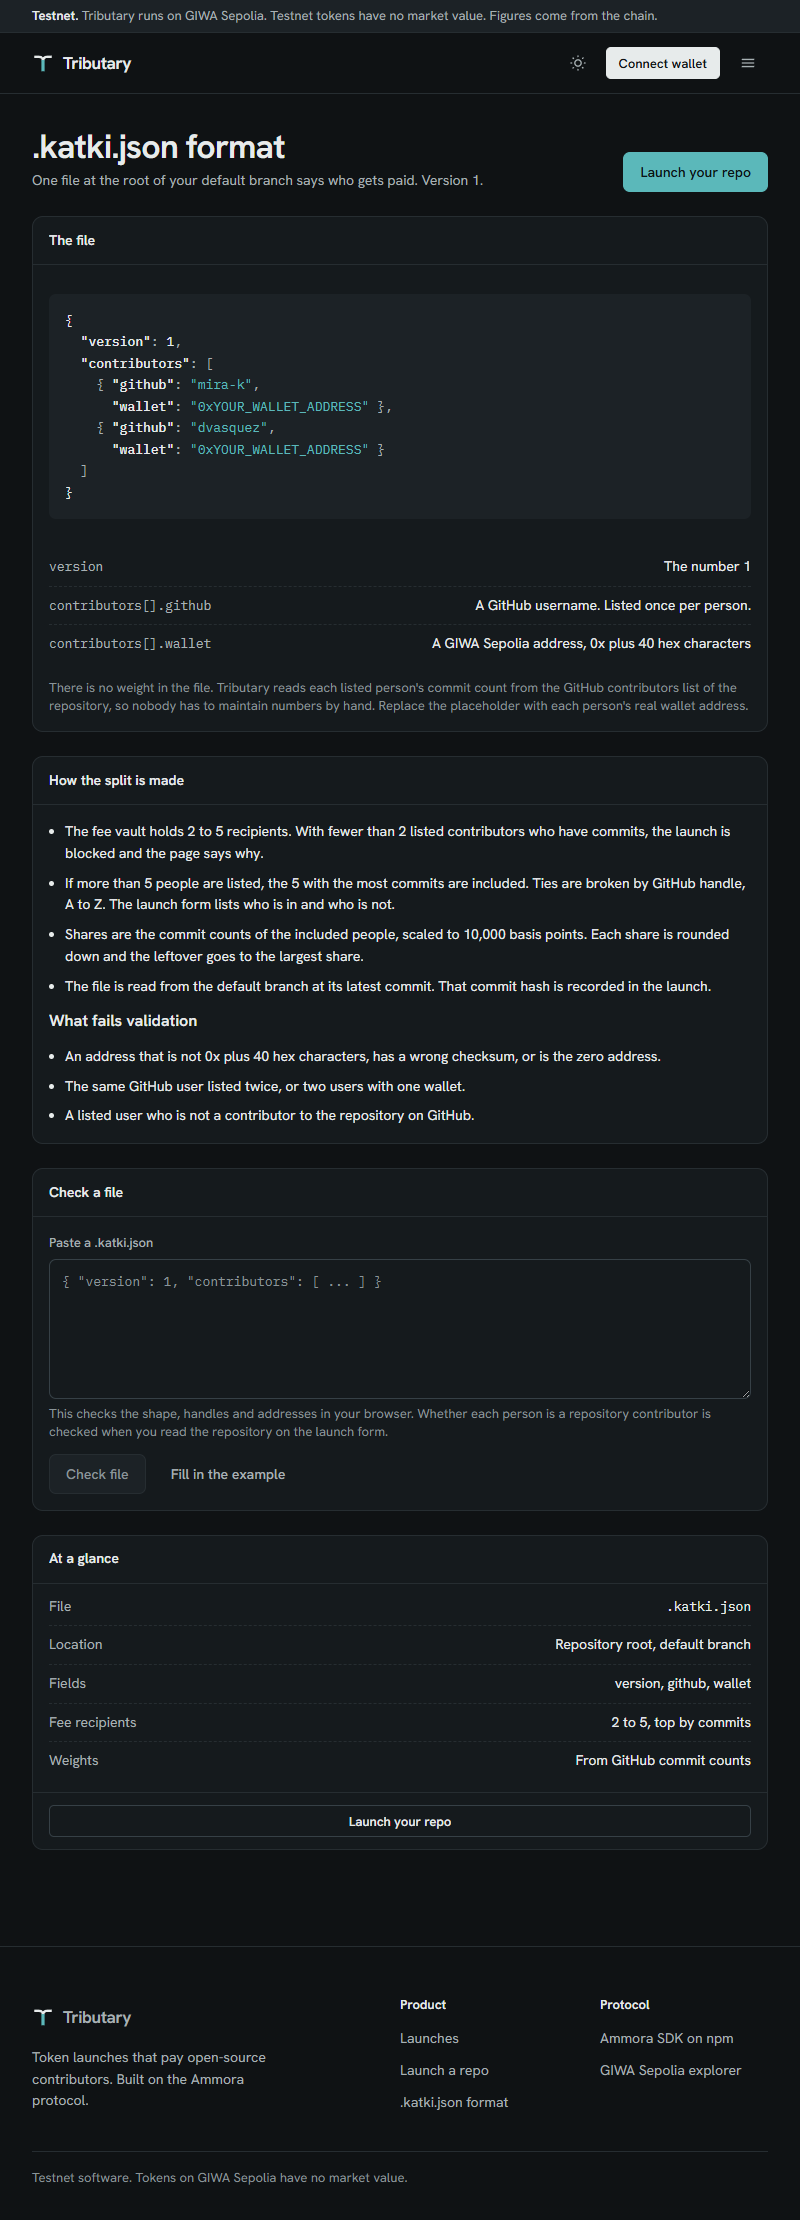 Testnet. Tributary runs on GIWA Sepolia. Testnet tokens have no market value. Figures come from the chain.
Tributary
Connect wallet
.katki.json format
One file at the root of your default branch says who gets paid. Version 1.
Launch your repo
The file
{
"version": 1,
"contributors": [
{ "github": "mira-k",
"wallet": "0xYOUR_WALLET_ADDRESS" },
{ "github": "dvasquez",
"wallet": "0xYOUR_WALLET_ADDRESS" }
]
}
version The number 1
contributors[].github A GitHub username. Listed once per person.
contributors[].wallet A GIWA Sepolia address, 0x plus 40 hex characters
There is no weight in the file. Tributary reads each listed person's commit count from the GitHub contributors list of the
repository, so nobody has to maintain numbers by hand. Replace the placeholder with each person's real wallet address.
How the split is made
• The fee vault holds 2 to 5 recipients. With fewer than 2 listed contributors who have commits, the launch is
blocked and the page says why.
• If more than 5 people are listed, the 5 with the most commits are included. Ties are broken by GitHub handle,
A to Z. The launch form lists who is in and who is not.
• Shares are the commit counts of the included people, scaled to 10,000 basis points. Each share is rounded
down and the leftover goes to the largest share.
• The file is read from the default branch at its latest commit. That commit hash is recorded in the launch.
What fails validation
• An address that is not 0x plus 40 hex characters, has a wrong checksum, or is the zero address.
• The same GitHub user listed twice, or two users with one wallet.
• A listed user who is not a contributor to the repository on GitHub.
Check a file
Paste a .katki.json
{ "version": 1, "contributors": [ ... ] }
This checks the shape, handles and addresses in your browser. Whether each person is a repository contributor is
checked when you read the repository on the launch form.
Check file Fill in the example
At a glance
File .katki.json
Location Repository root, default branch
Fields version, github, wallet
Fee recipients 2 to 5, top by commits
Weights From GitHub commit counts
Launch your repo
Tributary
Token launches that pay open-source
contributors. Built on the Ammora
protocol.
Product
Launches
Launch a repo
.katki.json format
Protocol
Ammora SDK on npm
GIWA Sepolia explorer
Testnet software. Tokens on GIWA Sepolia have no market value.